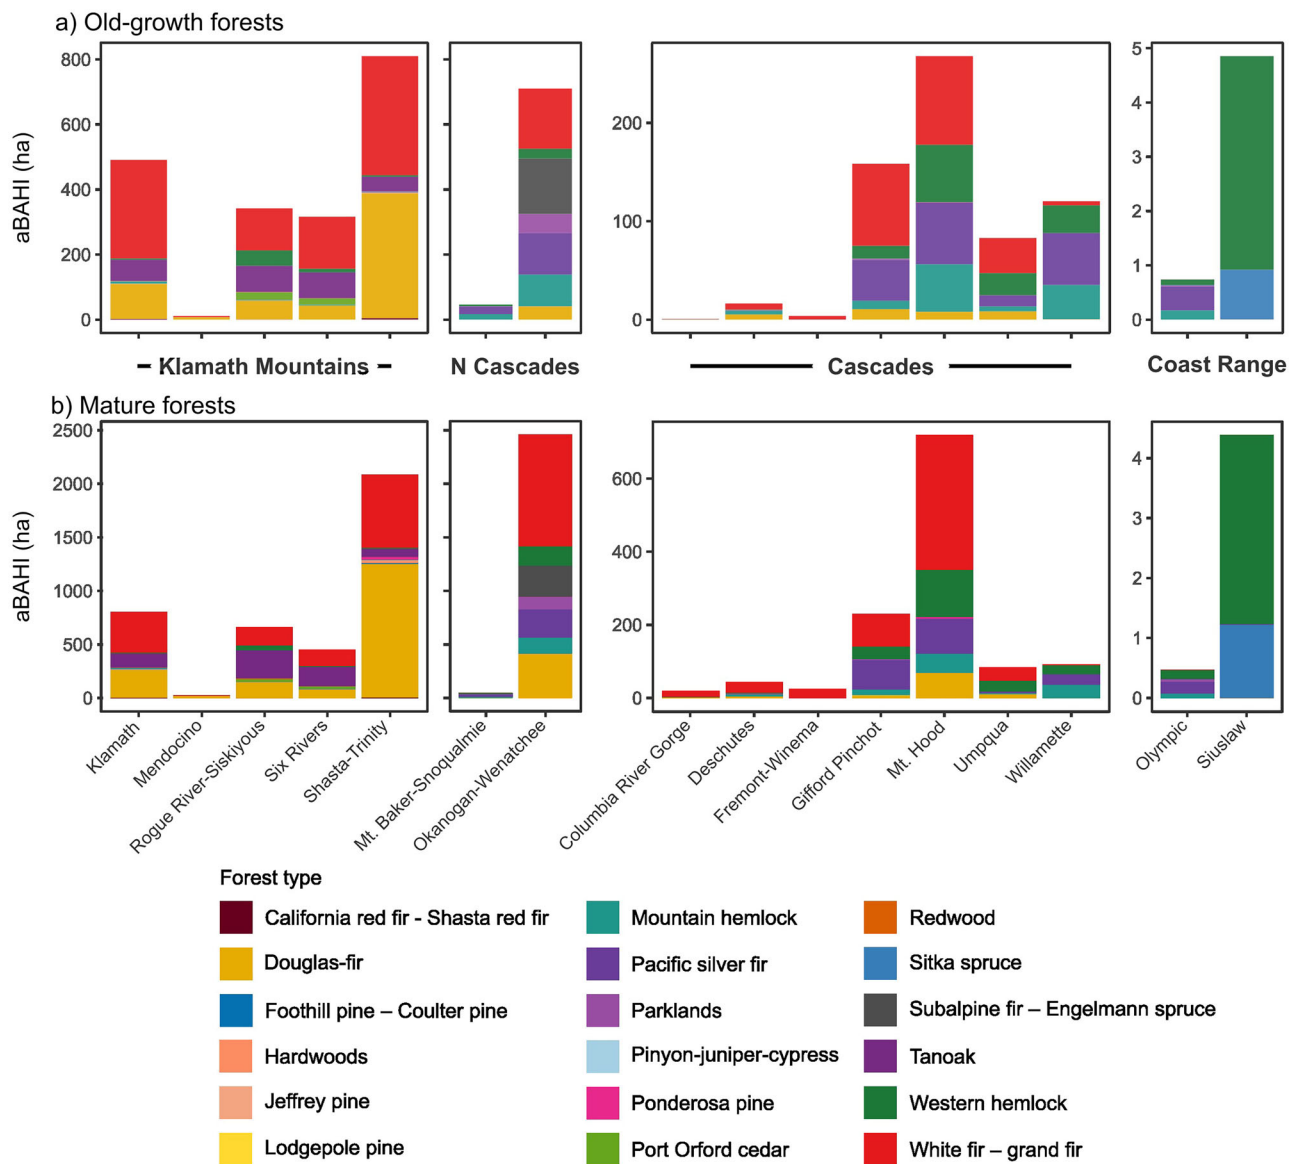 a) Old-growth forests
aBAHI (ha)
800
600
400
200
0
200
100
0
5
4
3
2
1
0
Klamath Mountains
N Cascades
Cascades
Coast Range
b) Mature forests
aBAHI (ha)
2500
2000
1500
1000
500
0
600
400
200
0
4
3
2
1
0
Klamath
Mendocino
Rogue River-Siskiyous
Six Rivers
Shasta-Trinity
Mt. Baker-Snoqualmie
Okanogan-Wenatchee
Columbia River Gorge
Deschutes
Fremont-Winema
Gifford Pinchot
Mt. Hood
Umpqua
Willamette
Olympic
Siuslaw
Forest type
California red fir - Shasta red fir
Douglas-fir
Foothill pine – Coulter pine
Hardwoods
Jeffrey pine
Lodgepole pine
Mountain hemlock
Pacific silver fir
Parklands
Pinyon-juniper-cypress
Ponderosa pine
Port Orford cedar
Redwood
Sitka spruce
Subalpine fir – Engelmann spruce
Tanoak
Western hemlock
White fir – grand fir